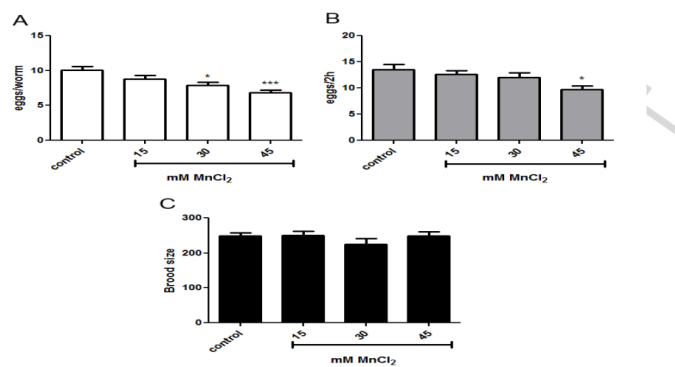 A
eggs/worm
15
10
5
0
*
***
control
15
30
45
mM MnCl₂
B
eggs/2h
20
15
10
5
0
*
control
15
30
45
mM MnCl₂
C
Brood size
300
200
100
0
control
15
30
45
mM MnCl₂